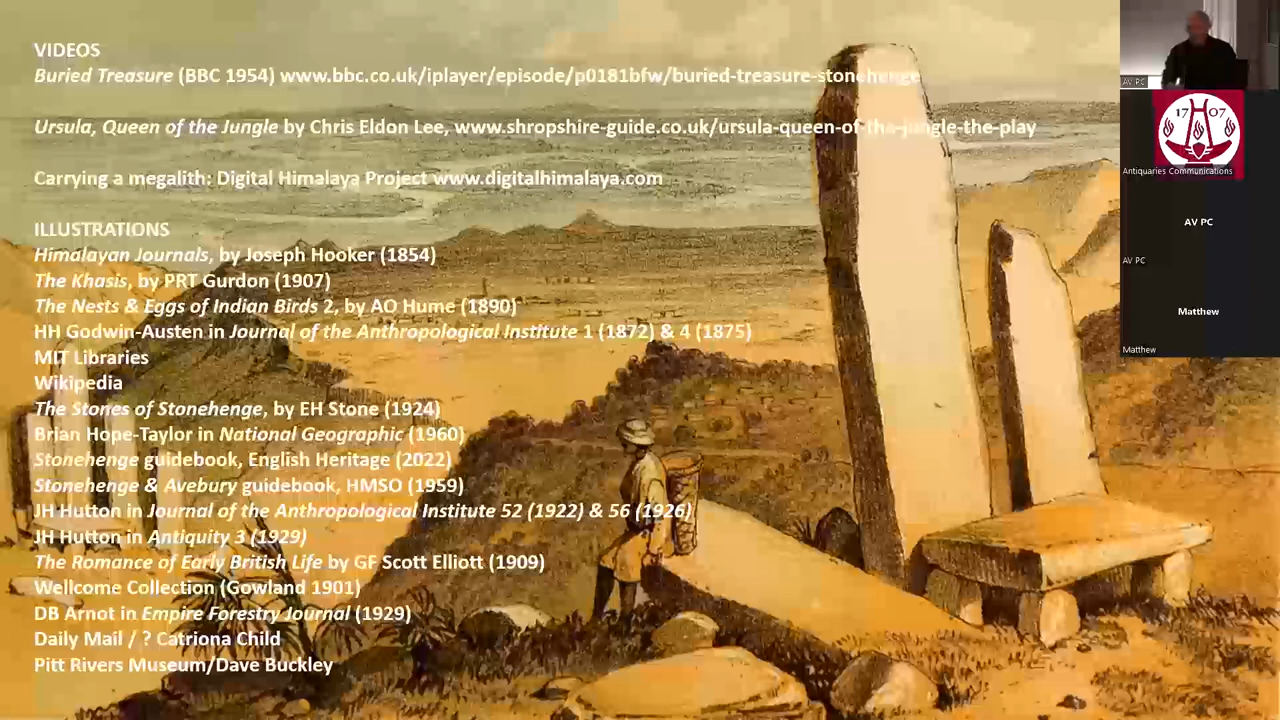 VIDEOS
Buried Treasure (BBC 1954) www.bbc.co.uk/iplayer/episode/p0181bfw/buried-treasure-stonehenge
Ursula, Queen of the Jungle by Chris Eldon Lee, www.shropshire-guide.co.uk/ursula-queen-of-the-jungle-the-play
Carrying a megalith: Digital Himalaya Project www.digitalhimalaya.com
ILLUSTRATIONS
Himalayan Journals, by Joseph Hooker (1854)
The Khasis, by PRT Gurdon (1907)
The Nests & Eggs of Indian Birds 2, by AO Hume (1890)
HH Godwin-Austen in Journal of the Anthropological Institute 1 (1872) & 4 (1875)
MIT Libraries
Wikipedia
The Stones of Stonehenge, by EH Stone (1924)
Brian Hope-Taylor in National Geographic (1960)
Stonehenge guidebook, English Heritage (2022)
Stonehenge & Avebury guidebook, HMSO (1959)
JH Hutton in Journal of the Anthropological Institute 52 (1922) & 56 (1926)
JH Hutton in Antiquity 3 (1929)
The Romance of Early British Life by GF Scott Elliott (1909)
Wellcome Collection (Gowland 1901)
DB Arnot in Empire Forestry Journal (1929)
Daily Mail / ? Catriona Child
Pitt Rivers Museum/Dave Buckley
AV PC
17 07
Antiquaries Communications
AV PC
AV PC
Matthew
Matthew